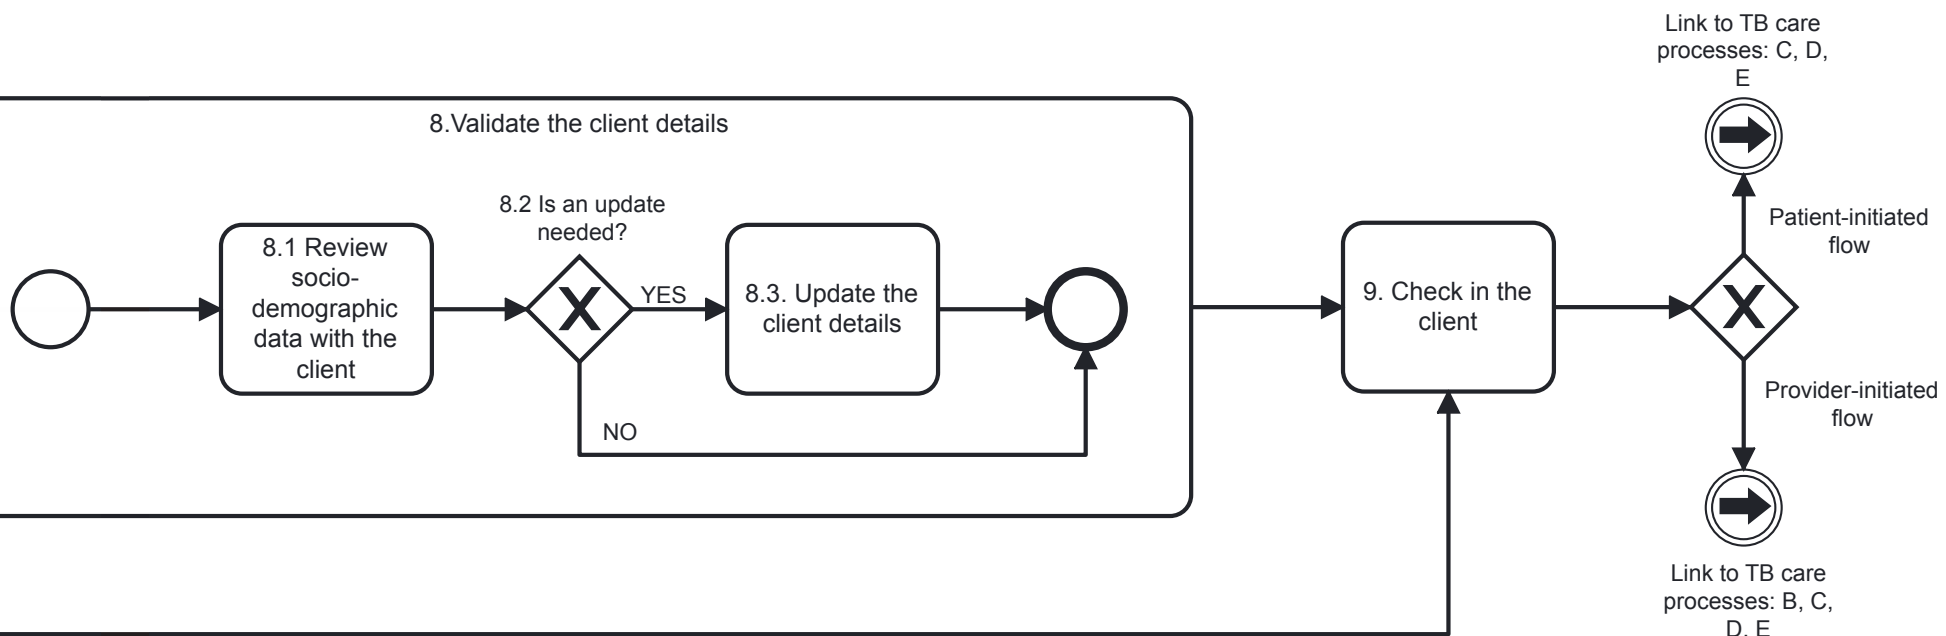 Link to TB care
processes: C, D,
E
8.Validate the client details
8.2 Is an update
needed?
8.1 Review
socio-
demographic
data with the
client
YES
8.3. Update the
client details
NO
9. Check in the
client
Patient-initiated
flow
Provider-initiated
flow
Link to TB care
processes: B, C,
D, E